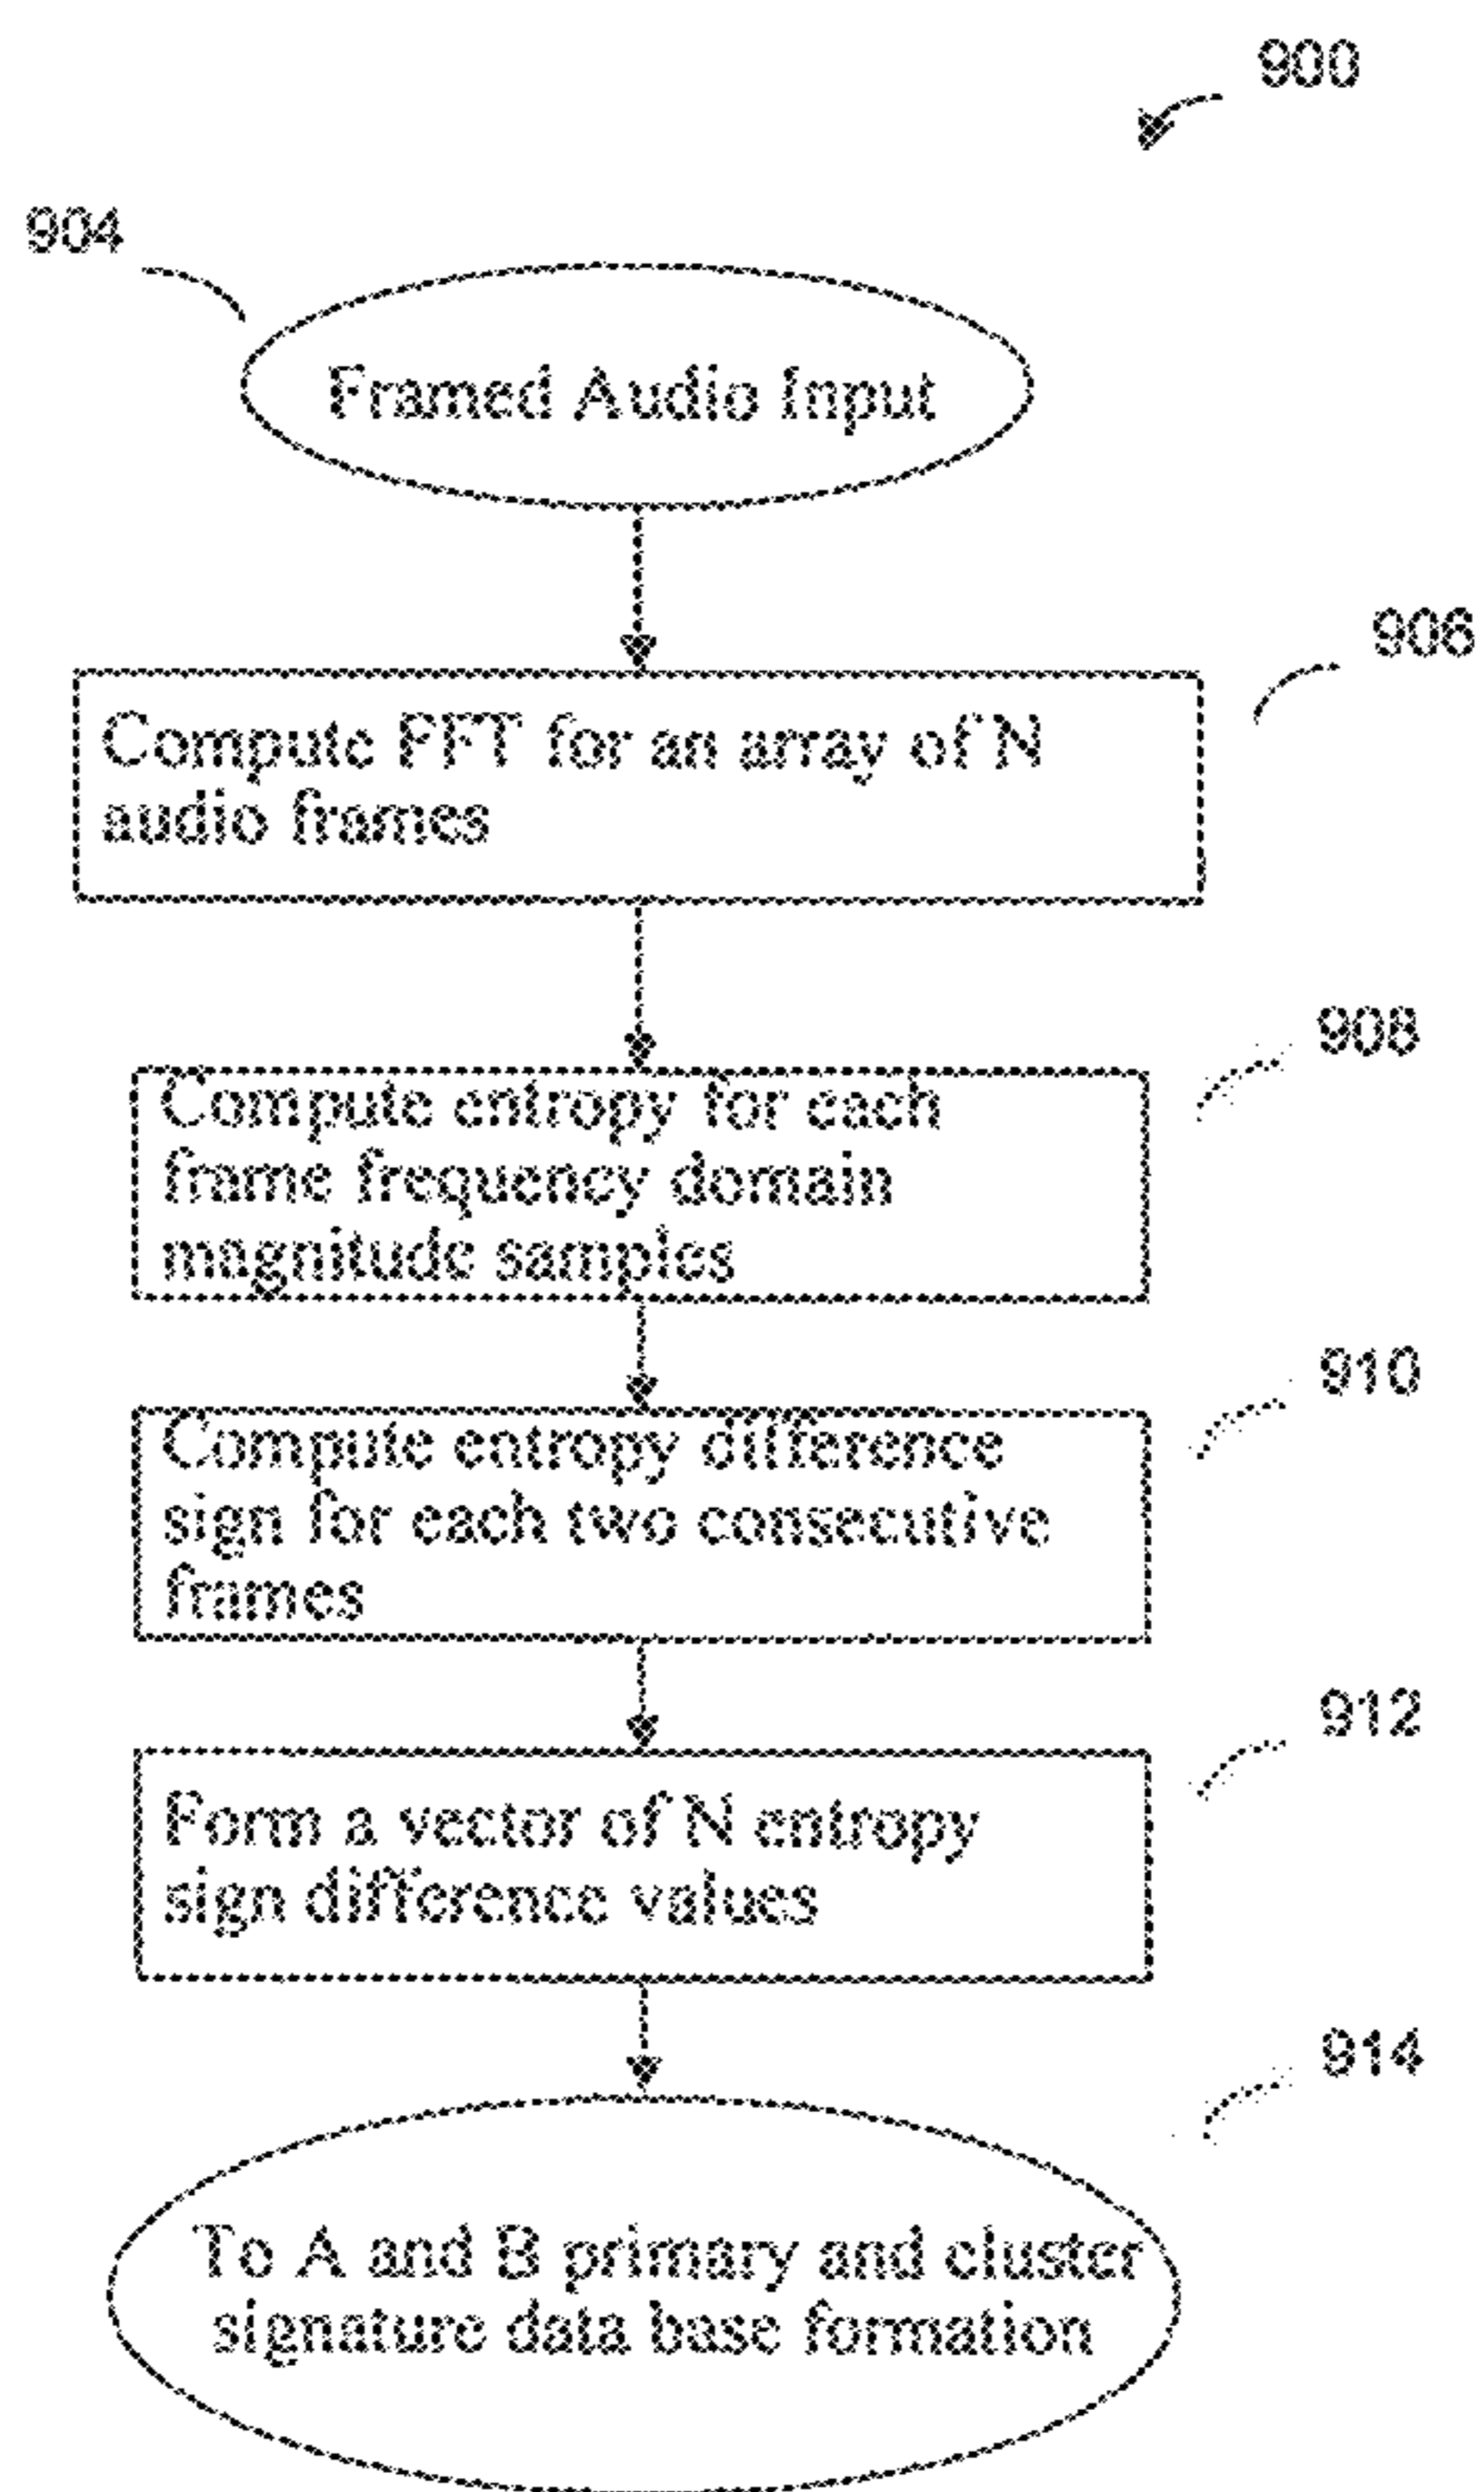 900
904
Framed Audio Input
906
Compute FFT for an array of N
audio frames
908
Compute entropy for each
frame frequency domain
magnitude samples
910
Compute entropy difference
sign for each two consecutive
frames
912
Form a vector of N entropy
sign difference values
914
To A and B primary and cluster
signature data base formation